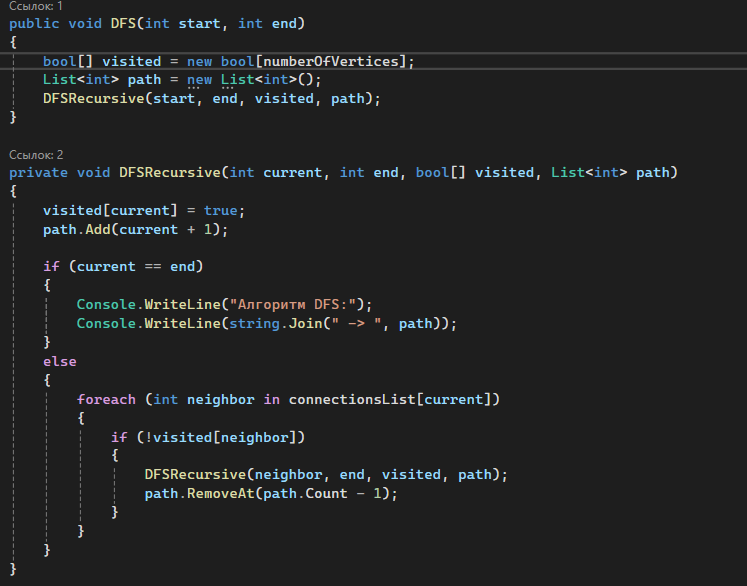 Ссылок: 1
public void DFS(int start, int end)
{
    bool[] visited = new bool[numberOfVertices];
    List<int> path = new List<int>();
    DFSRecursive(start, end, visited, path);
}
Ссылок: 2
private void DFSRecursive(int current, int end, bool[] visited, List<int> path)
{
    visited[current] = true;
    path.Add(current + 1);
    if (current == end)
    {
        Console.WriteLine("Алгоритм DFS:");
        Console.WriteLine(string.Join(" -> ", path));
    }
    else
    {
        foreach (int neighbor in connectionsList[current])
        {
            if (!visited[neighbor])
            {
                DFSRecursive(neighbor, end, visited, path);
                path.RemoveAt(path.Count - 1);
            }
        }
    }
}